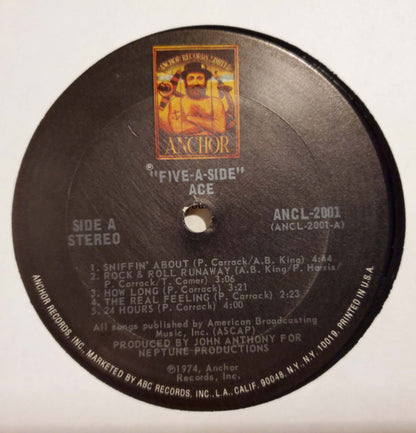 ANCHOR RECORDS LIMITED
ANCHOR
℗ "FIVE-A-SIDE"
ACE
SIDE A
STEREO
ANCL-2001
(ANCL-2001-A)
1. SNIFFIN' ABOUT (P. Carrack/A.B. King) 4:44
2. ROCK & ROLL RUNAWAY (A.B. King/P. Harris/
P. Carrack/T. Comer) 3:06
3. HOW LONG (P. Carrack) 3:21
4. THE REAL FEELING (P. Carrack) 2:23
5. 24 HOURS (P. Carrack) 4:00
All songs published by American Broadcasting
Music, Inc. (ASCAP)
PRODUCED BY JOHN ANTHONY FOR
NEPTUNE PRODUCTIONS
℗1974, Anchor
Records, Inc.
ANCHOR RECORDS, INC., MARKETED BY ABC RECORDS, INC., L.A., CALIF. 90048, N.Y., N.Y. 10019. PRINTED IN U.S.A.